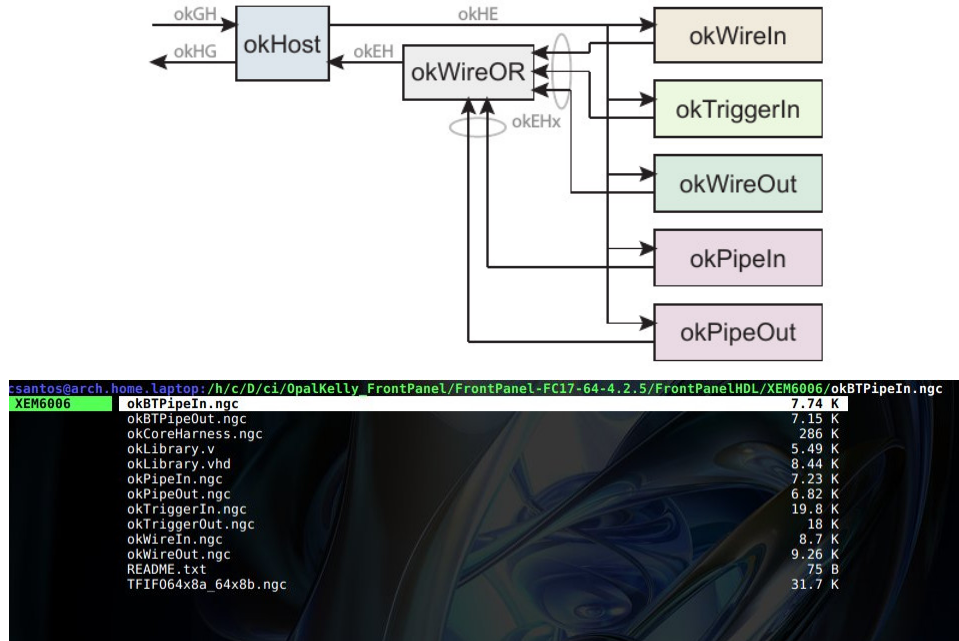 okGH
okHE
okHost
okWireIn
okHG
okEH
okWireOR
okEHx
okTriggerIn
okWireOut
okPipeIn
okPipeOut
csantos@arch.home.laptop:/h/c/D/ci/OpalKelly_FrontPanel/FrontPanel-FC17-64-4.2.5/FrontPanelHDL/XEM6006/okBTPipeIn.ngc
XEM6006 okBTPipeIn.ngc 7.74 K
okBTPipeOut.ngc 7.15 K
okCoreHarness.ngc 286 K
okLibrary.v 5.49 K
okLibrary.vhd 8.44 K
okPipeIn.ngc 7.23 K
okPipeOut.ngc 6.82 K
okTriggerIn.ngc 19.8 K
okTriggerOut.ngc 18 K
okWireIn.ngc 8.7 K
okWireOut.ngc 9.26 K
README.txt 75 B
TFIFO64x8a_64x8b.ngc 31.7 K